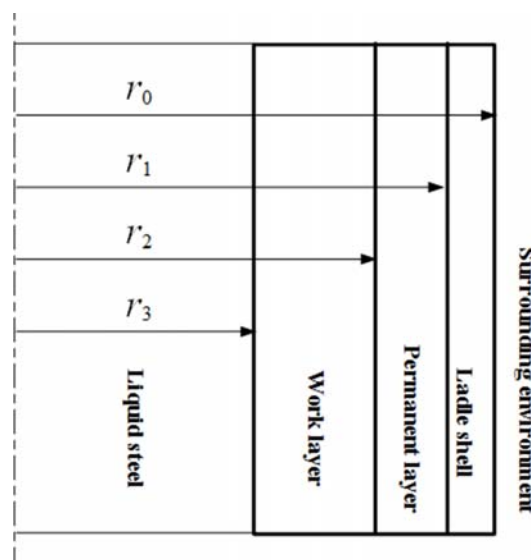 r0
r1
r2
r3
Liquid steel
Work layer
Permanent layer
Ladle shell
Surrounding environment